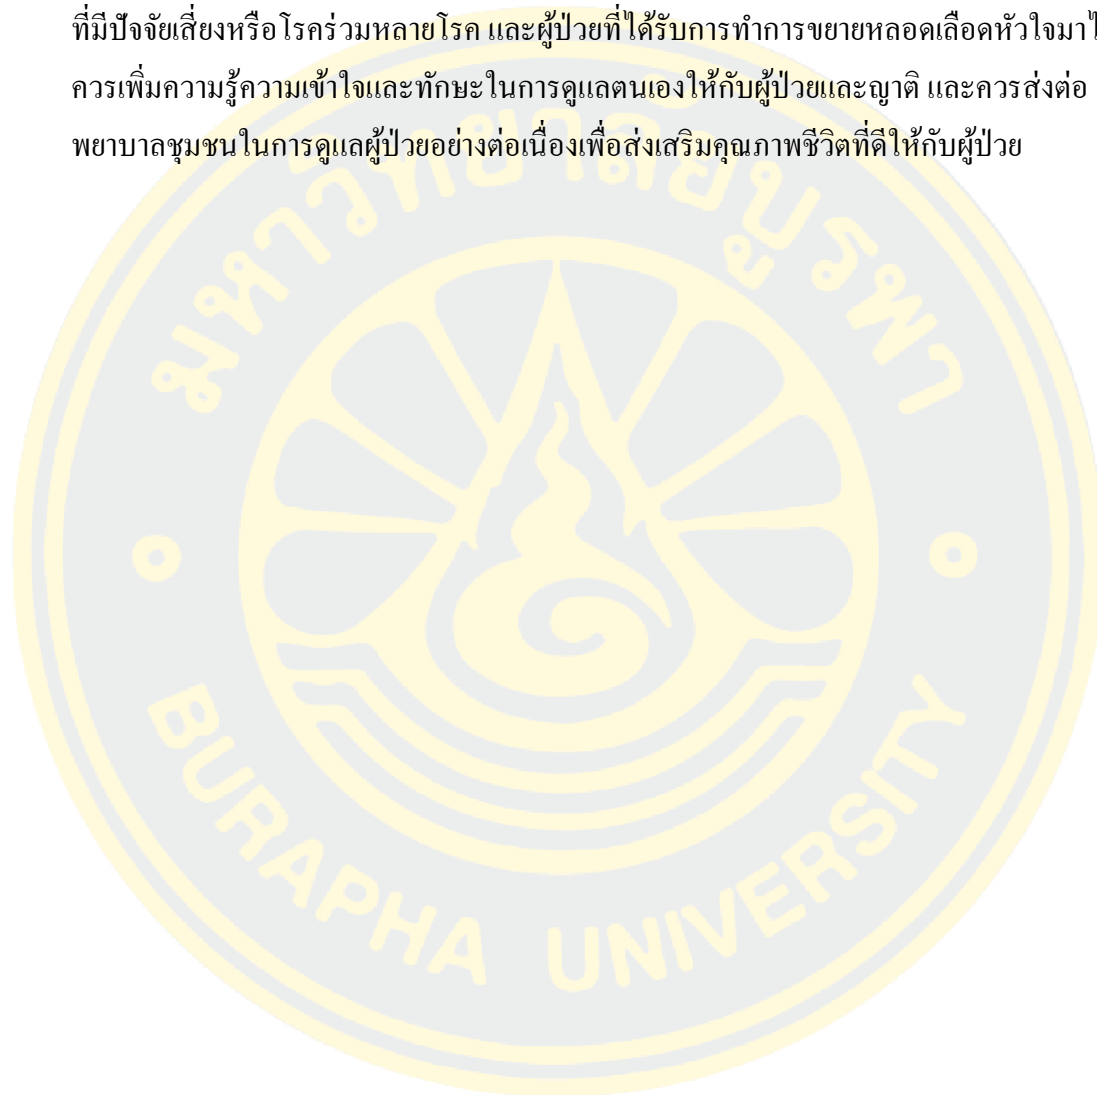 ที่มีปัจจัยเสี่ยงหรือโรคร่วมหลายโรค และผู้ป่วยที่ได้รับการทำการขยายหลอดเลือดหัวใจมา
ควรเพิ่มความรู้ความเข้าใจและทักษะในการดูแลตนเองให้กับผู้ป่วยและญาติ และควรส่งต่อ
พยาบาลชุมชนในการดูแลผู้ป่วยอย่างต่อเนื่องเพื่อส่งเสริมคุณภาพชีวิตที่ดีให้กับผู้ป่วย
มหาวิทยาลัยบูรพา
BURAPHA UNIVERSITY